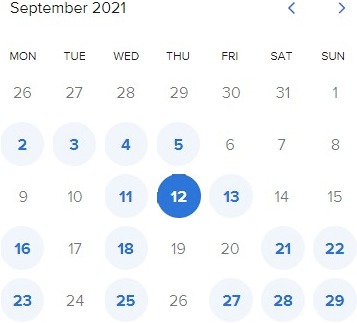 September 2021
MON TUE WED THU FRI SAT SUN
26 27 28 29 30 31 1
2 3 4 5 6 7 8
9 10 11 12 13 14 15
16 17 18 19 20 21 22
23 24 25 26 27 28 29